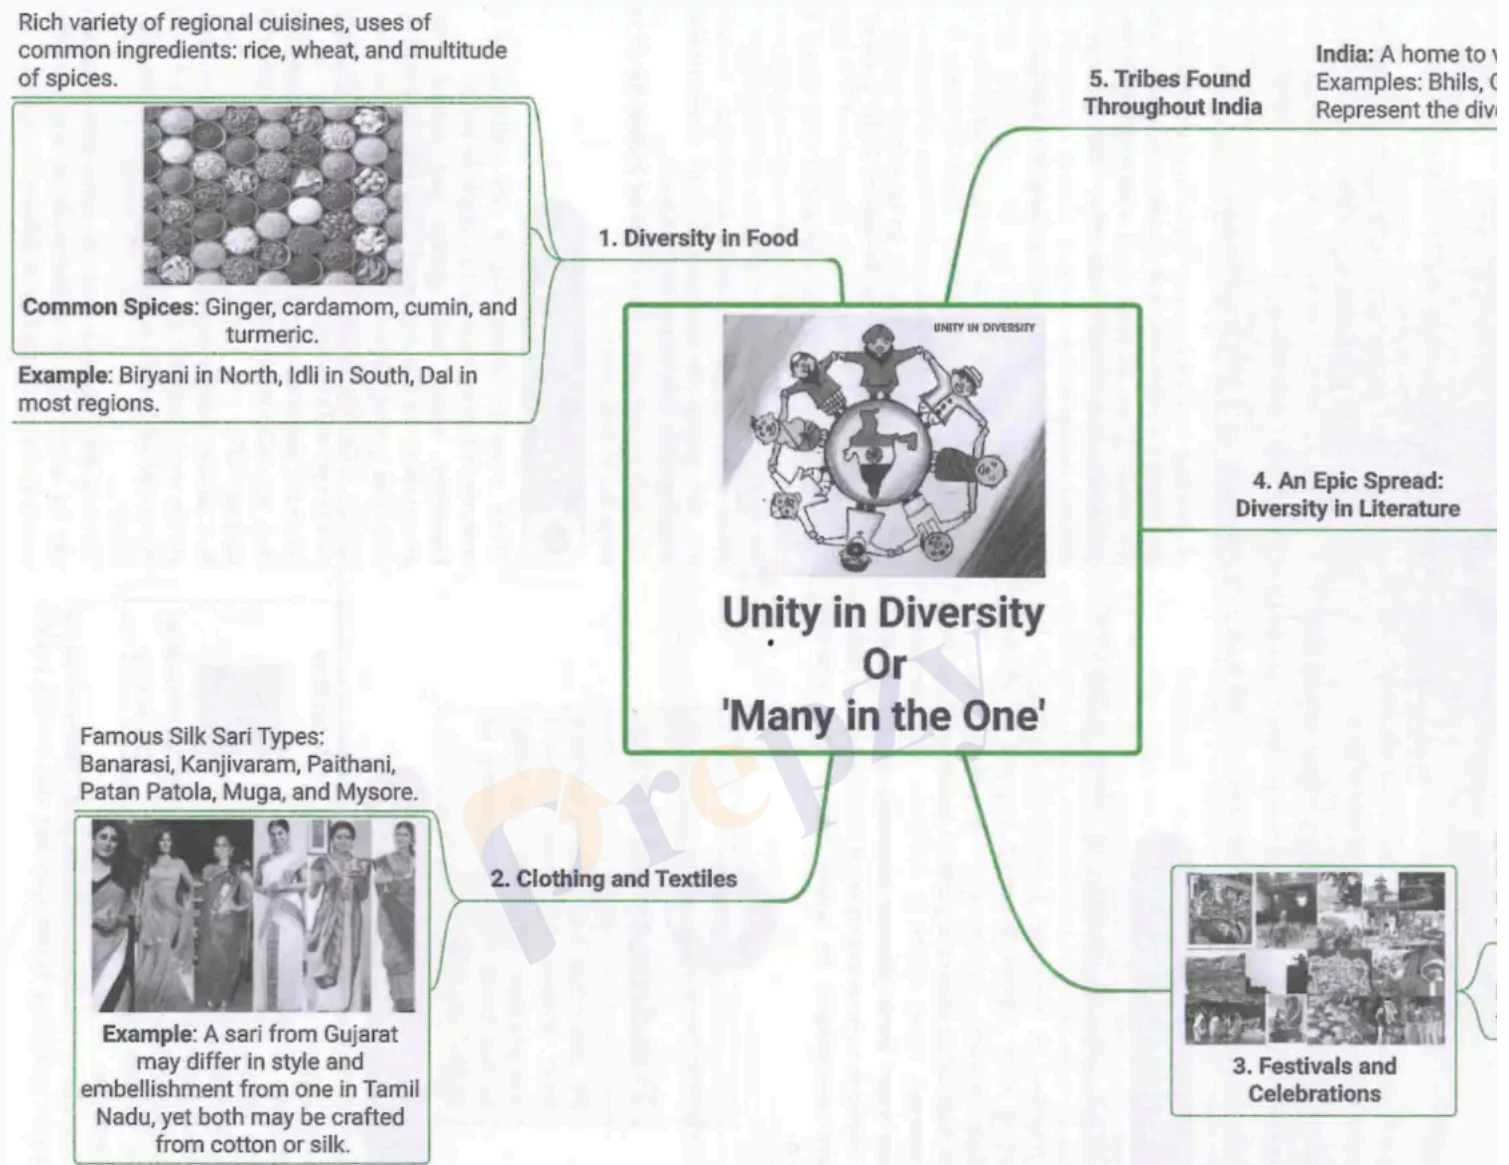 Rich variety of regional cuisines, uses of
common ingredients: rice, wheat, and multitude
of spices.
Common Spices: Ginger, cardamom, cumin, and
turmeric.
Example: Biryani in North, Idli in South, Dal in
most regions.
1. Diversity in Food
5. Tribes Found
Throughout India
India: A home to
Examples: Bhils,
Represent the
UNITY IN DIVERSITY
Unity in Diversity
Or
'Many in the One'
4. An Epic Spread:
Diversity in Literature
Famous Silk Sari Types:
Banarasi, Kanjivaram, Paithani,
Patan Patola, Muga, and Mysore.
2. Clothing and Textiles
Example: A sari from Gujarat
may differ in style and
embellishment from one in Tamil
Nadu, yet both may be crafted
from cotton or silk.
3. Festivals and
Celebrations
Prepzy